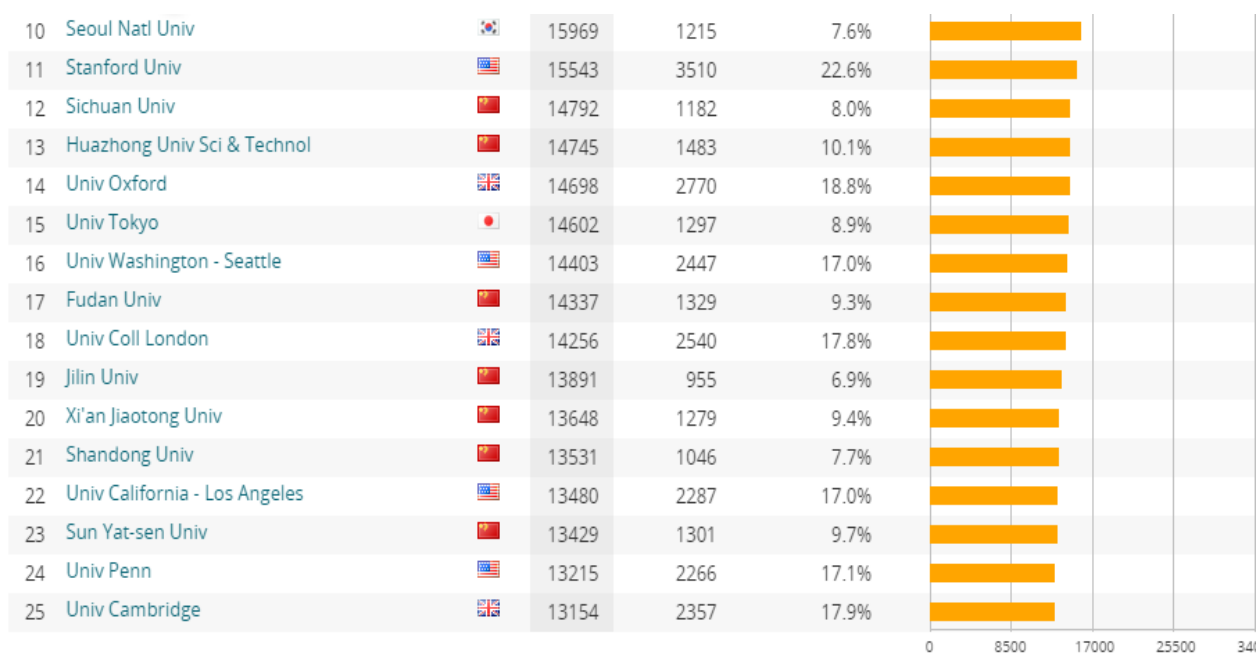 10 Seoul Natl Univ 15969 1215 7.6%
11 Stanford Univ 15543 3510 22.6%
12 Sichuan Univ 14792 1182 8.0%
13 Huazhong Univ Sci & Technol 14745 1483 10.1%
14 Univ Oxford 14698 2770 18.8%
15 Univ Tokyo 14602 1297 8.9%
16 Univ Washington - Seattle 14403 2447 17.0%
17 Fudan Univ 14337 1329 9.3%
18 Univ Coll London 14256 2540 17.8%
19 Jilin Univ 13891 955 6.9%
20 Xi'an Jiaotong Univ 13648 1279 9.4%
21 Shandong Univ 13531 1046 7.7%
22 Univ California - Los Angeles 13480 2287 17.0%
23 Sun Yat-sen Univ 13429 1301 9.7%
24 Univ Penn 13215 2266 17.1%
25 Univ Cambridge 13154 2357 17.9%
0 8500 17000 25500